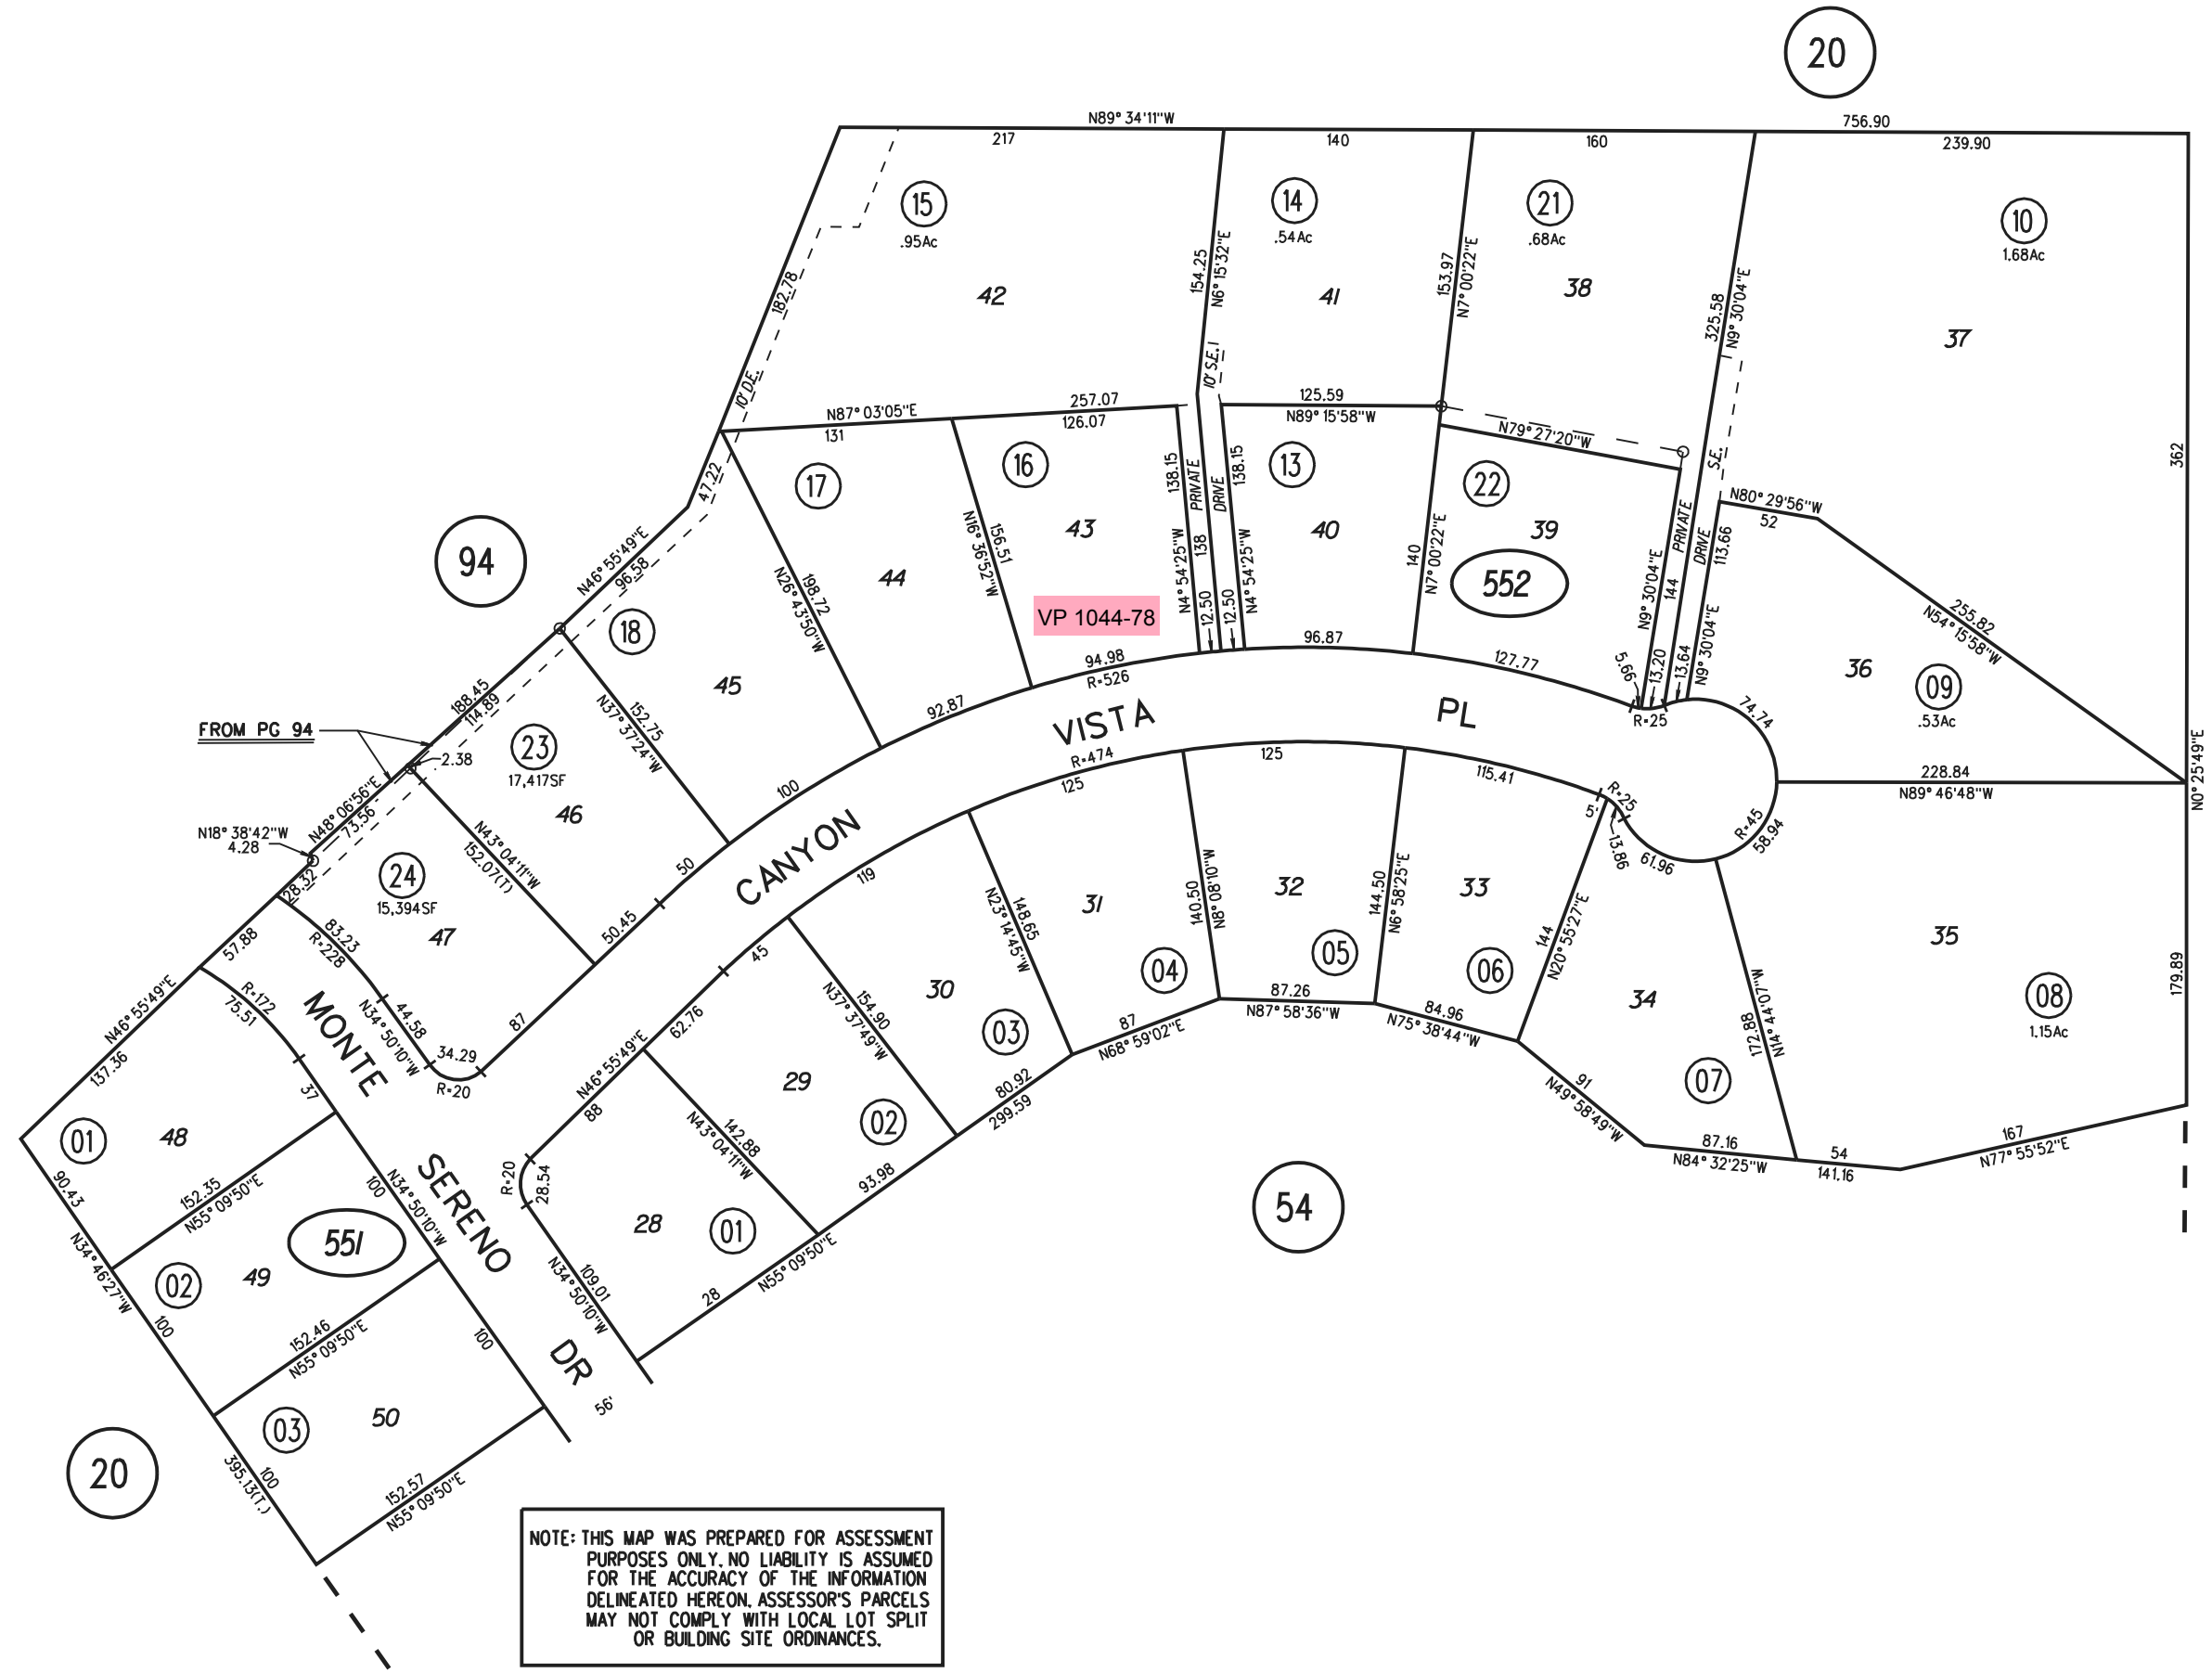 20
N89° 34'11"W
756.90
217
140
160
239.90
15
.95Ac
14
.54Ac
21
.68Ac
10
1.68Ac
42
41
38
37
182.78
10' D.E.
154.25
N6° 15'32"E
10' S.E.
153.97
N7° 00'22"E
325.58
N9° 30'04"E
S.E.
362
N87° 03'05"E
257.07
131
126.07
125.59
N89° 15'58"W
N79° 27'20"W
N80° 29'56"W
52
47.22
17
16
13
22
43
40
39
44
552
138.15
PRIVATE
DRIVE
138.15
138
N4° 54'25"W
N4° 54'25"W
12.50
12.50
140
N7° 00'22"E
N9° 30'04"E
144
PRIVATE
DRIVE
113.66
N9° 30'04"E
5.66
13.20
13.64
R=25
94
N46° 55'49"E
96.58
18
45
198.72
N26° 43'50"W
156.51
N16° 36'52"W
VP 1044-78
255.82
N54° 15'58"W
36
09
.53Ac
74.74
92.87
94.98
R=526
96.87
127.77
FROM PG 94
188.45
114.89
2.38
23
17,417SF
46
152.75
N37° 37'24"W
100
50
50.45
87
VISTA
PL
CANYON
R=474
125
125
115.41
119
45
62.76
R=25
5'
13.86
61.96
R=45
58.94
228.84
N89° 46'48"W
N0° 25'49"E
N48° 06'56"E
73.56
N18° 38'42"W
4.28
28.32
24
15,394SF
47
N43° 04'11"W
152.07(T)
83.23
R=228
44.58
N34° 50'10"W
34.29
R=20
57.88
N46° 55'49"E
137.36
R=172
75.51
37
MONTE
SERENO
DR
56'
01
48
90.43
152.35
N55° 09'50"E
N34° 46'27"W
02
49
551
100
N34° 50'10"W
100
152.46
N55° 09'50"E
100
03
50
100
395.13(T.)
152.57
N55° 09'50"E
20
N46° 55'49"E
88
R=20
28.54
28
01
109.01
N34° 50'10"W
28
N55° 09'50"E
142.88
N43° 04'11"W
29
02
93.98
154.90
N37° 37'49"W
30
03
80.92
299.59
148.65
N23° 14'45"W
31
04
87
N68° 59'02"E
140.50
N8° 08'10"W
32
05
87.26
N87° 58'36"W
144.50
N6° 58'25"E
33
06
84.96
N75° 38'44"W
144
N20° 55'27"E
34
07
91
N49° 58'49"W
87.16
N84° 32'25"W
172.88
N14° 44'07"W
35
08
1.15Ac
179.89
54
141.16
167
N77° 55'52"E
54
NOTE: THIS MAP WAS PREPARED FOR ASSESSMENT
PURPOSES ONLY. NO LIABILITY IS ASSUMED
FOR THE ACCURACY OF THE INFORMATION
DELINEATED HEREON. ASSESSOR'S PARCELS
MAY NOT COMPLY WITH LOCAL LOT SPLIT
OR BUILDING SITE ORDINANCES.